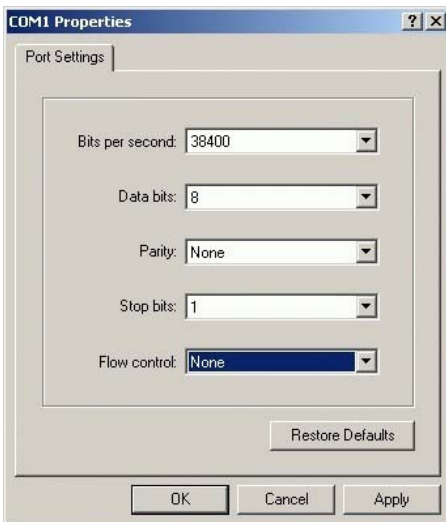 COM1 Properties
Port Settings
Bits per second: 38400
Data bits: 8
Parity: None
Stop bits: 1
Flow control: None
Restore Defaults
OK Cancel Apply